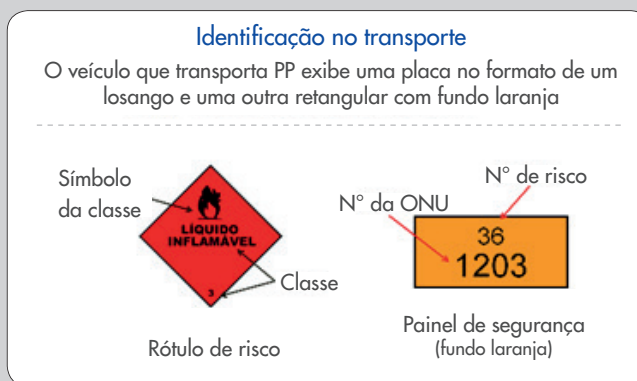 Identificação no transporte
O veículo que transporta PP exibe uma placa no formato de um
losango e uma outra retangular com fundo laranja
Símbolo
da classe
LÍQUIDO
INFLAMÁVEL
3
Classe
Rótulo de risco
N° de risco
N° da ONU
36
1203
Painel de segurança
(fundo laranja)